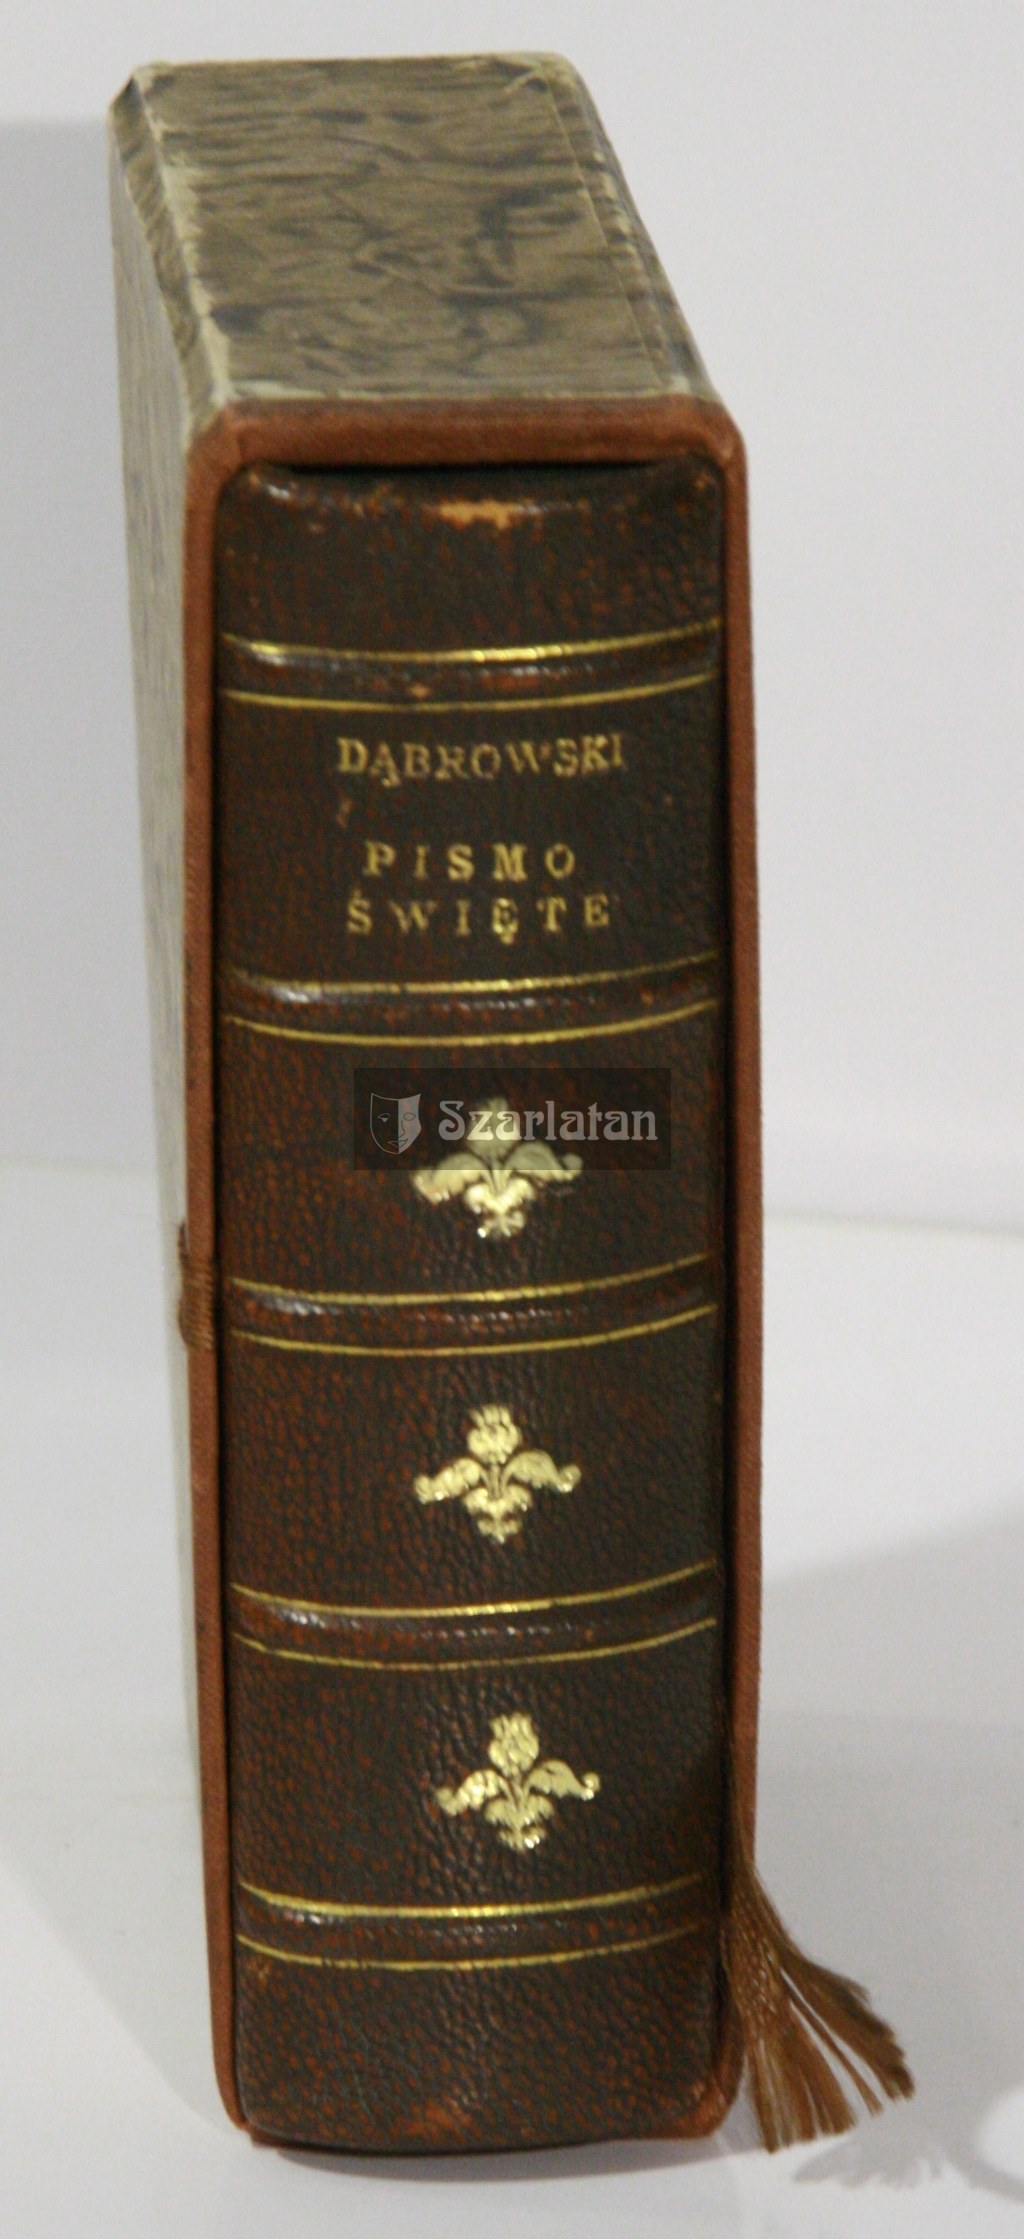 DĄBROWSKI
PISMO
ŚWIĘTE
Szarlatan